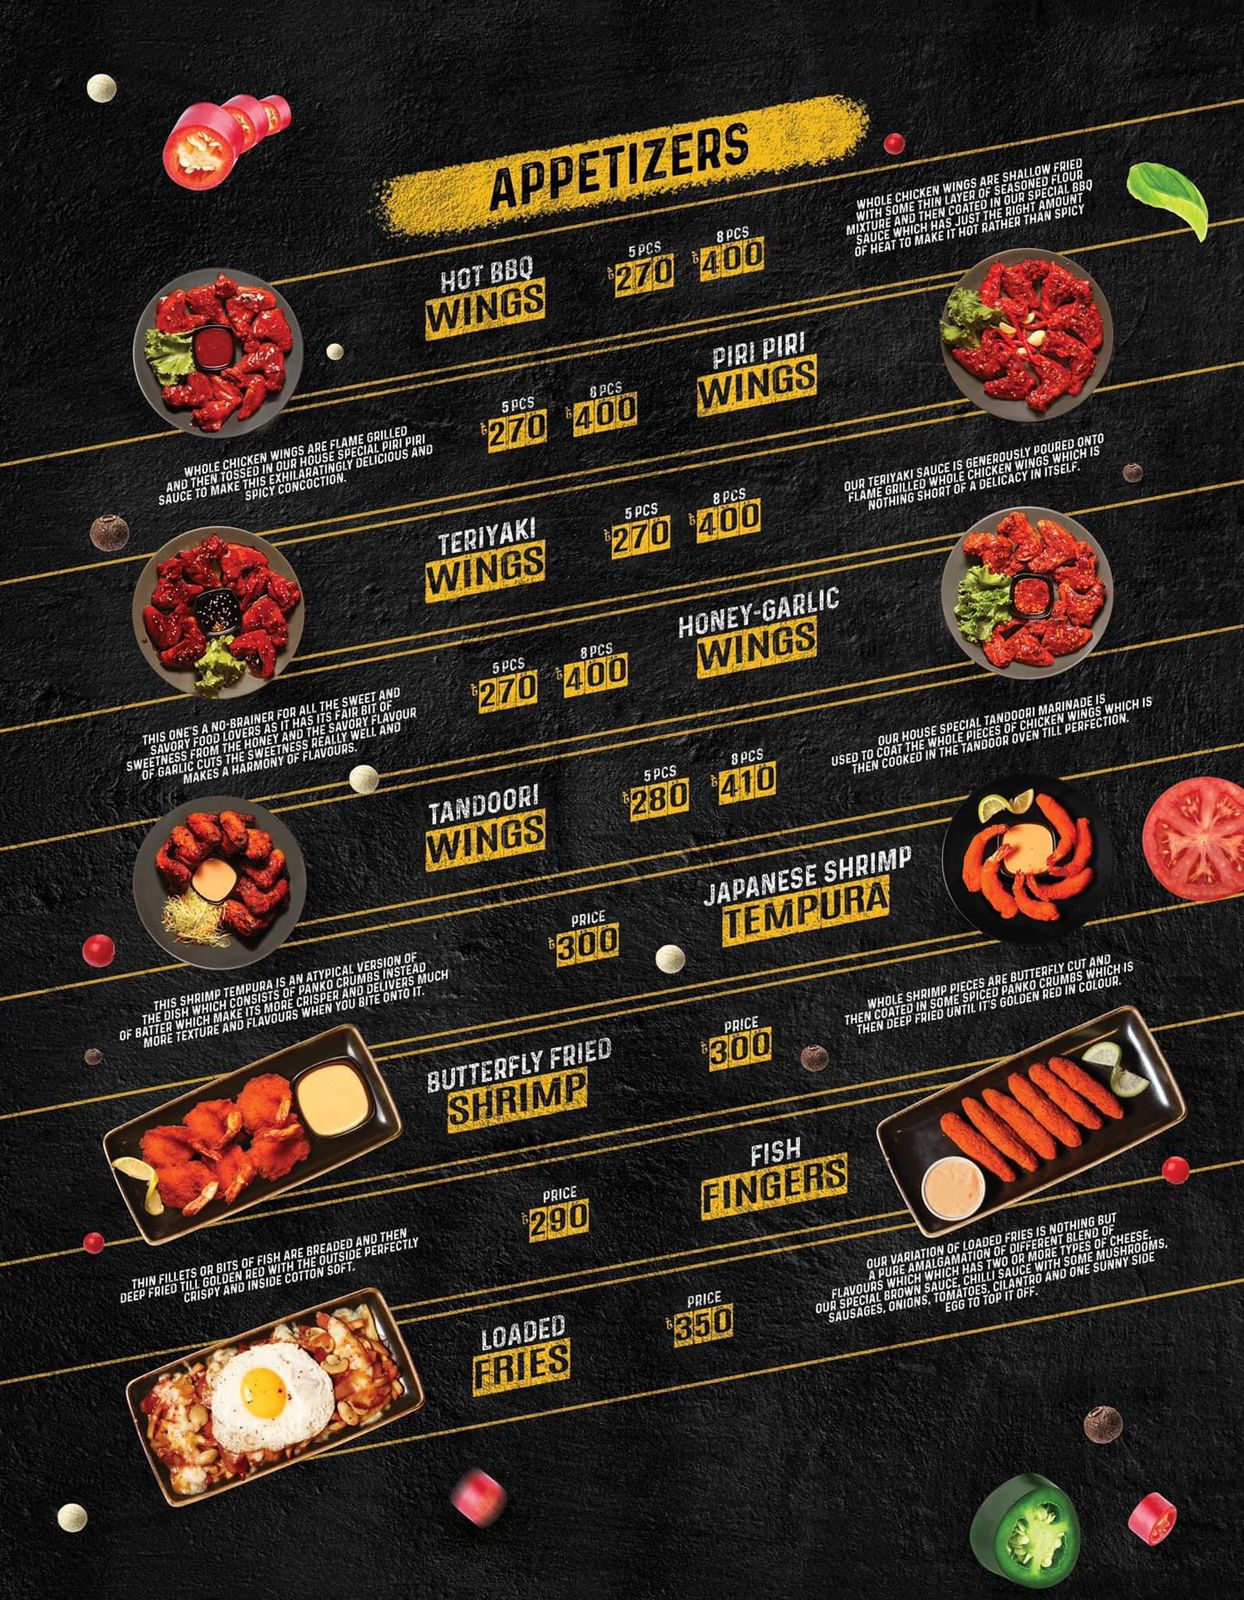 APPETIZERS
HOT BBQ
WINGS
5 PCS
৳270
8 PCS
৳400
WHOLE CHICKEN WINGS ARE SHALLOW FRIED
WITH SOME THIN LAYER OF SEASONED FLOUR
MIXTURE AND THEN COATED IN OUR SPECIAL BBQ
SAUCE WHICH HAS JUST THE RIGHT AMOUNT
OF HEAT TO MAKE IT HOT RATHER THAN SPICY
PIRI PIRI
WINGS
5 PCS
৳270
8 PCS
৳400
WHOLE CHICKEN WINGS ARE FLAME GRILLED
AND THEN TOSSED IN OUR HOUSE SPECIAL PIRI PIRI
SAUCE TO MAKE THIS EXHILARATINGLY DELICIOUS AND
SPICY CONCOCTION.
TERIYAKI
WINGS
5 PCS
৳270
8 PCS
৳400
OUR TERIYAKI SAUCE IS GENEROUSLY POURED ONTO
FLAME GRILLED WHOLE CHICKEN WINGS WHICH IS
NOTHING SHORT OF A DELICACY IN ITSELF.
HONEY-GARLIC
WINGS
5 PCS
৳270
8 PCS
৳400
THIS ONE'S A NO-BRAINER FOR ALL THE SWEET AND
SAVORY FOOD LOVERS AS IT HAS ITS FAIR BIT OF
SWEETNESS FROM THE HONEY AND THE SAVORY FLAVOUR
OF GARLIC CUTS THE SWEETNESS REALLY WELL AND
MAKES A HARMONY OF FLAVOURS.
TANDOORI
WINGS
5 PCS
৳280
8 PCS
৳410
OUR HOUSE SPECIAL TANDOORI MARINADE IS
USED TO COAT THE WHOLE PIECES OF CHICKEN WINGS WHICH IS
THEN COOKED IN THE TANDOOR OVEN TILL PERFECTION.
JAPANESE SHRIMP
TEMPURA
PRICE
৳300
THIS SHRIMP TEMPURA IS AN ATYPICAL VERSION OF
THE DISH WHICH CONSISTS OF PANKO CRUMBS INSTEAD
OF BATTER WHICH MAKE ITS MORE CRISPER AND DELIVERS MUCH
MORE TEXTURE AND FLAVOURS WHEN YOU BITE ONTO IT.
BUTTERFLY FRIED
SHRIMP
PRICE
৳300
WHOLE SHRIMP PIECES ARE BUTTERFLY CUT AND
THEN COATED IN SOME SPICED PANKO CRUMBS WHICH IS
THEN DEEP FRIED UNTIL IT'S GOLDEN RED IN COLOUR.
FISH
FINGERS
PRICE
৳290
THIN FILLETS OR BITS OF FISH ARE BREADED AND THEN
DEEP FRIED TILL GOLDEN RED WITH THE OUTSIDE PERFECTLY
CRISPY AND INSIDE COTTON SOFT.
LOADED
FRIES
PRICE
৳350
OUR VARIATION OF LOADED FRIES IS NOTHING BUT
A PURE AMALGAMATION OF DIFFERENT BLEND OF
FLAVOURS WHICH WHICH HAS TWO OR MORE TYPES OF CHEESE,
OUR SPECIAL BROWN SAUCE, CHILLI SAUCE WITH SOME MUSHROOMS,
SAUSAGES, ONIONS, TOMATOES, CILANTRO AND ONE SUNNY SIDE
EGG TO TOP IT OFF.